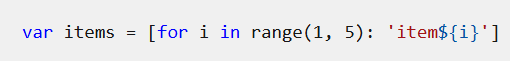 var items = [for i in range(1, 5): 'item${i}']